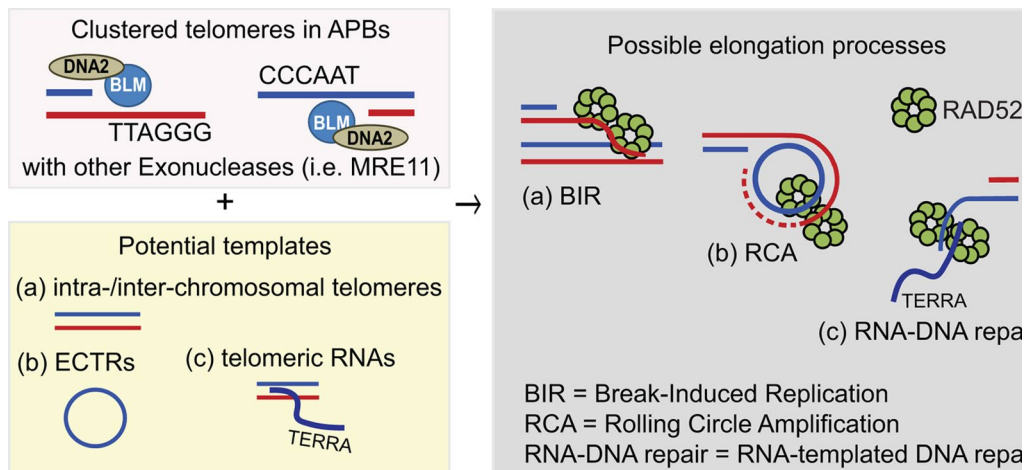 Clustered telomeres in APBs
DNA2
BLM
TTAGGG
CCCAAT
BLM
DNA2
with other Exonucleases (i.e. MRE11)
+
→
Potential templates
(a) intra-/inter-chromosomal telomeres
(b) ECTRs
(c) telomeric RNAs
TERRA
Possible elongation processes
RAD52
(a) BIR
(b) RCA
TERRA
(c) RNA-DNA repa
BIR = Break-Induced Replication
RCA = Rolling Circle Amplification
RNA-DNA repair = RNA-templated DNA repa